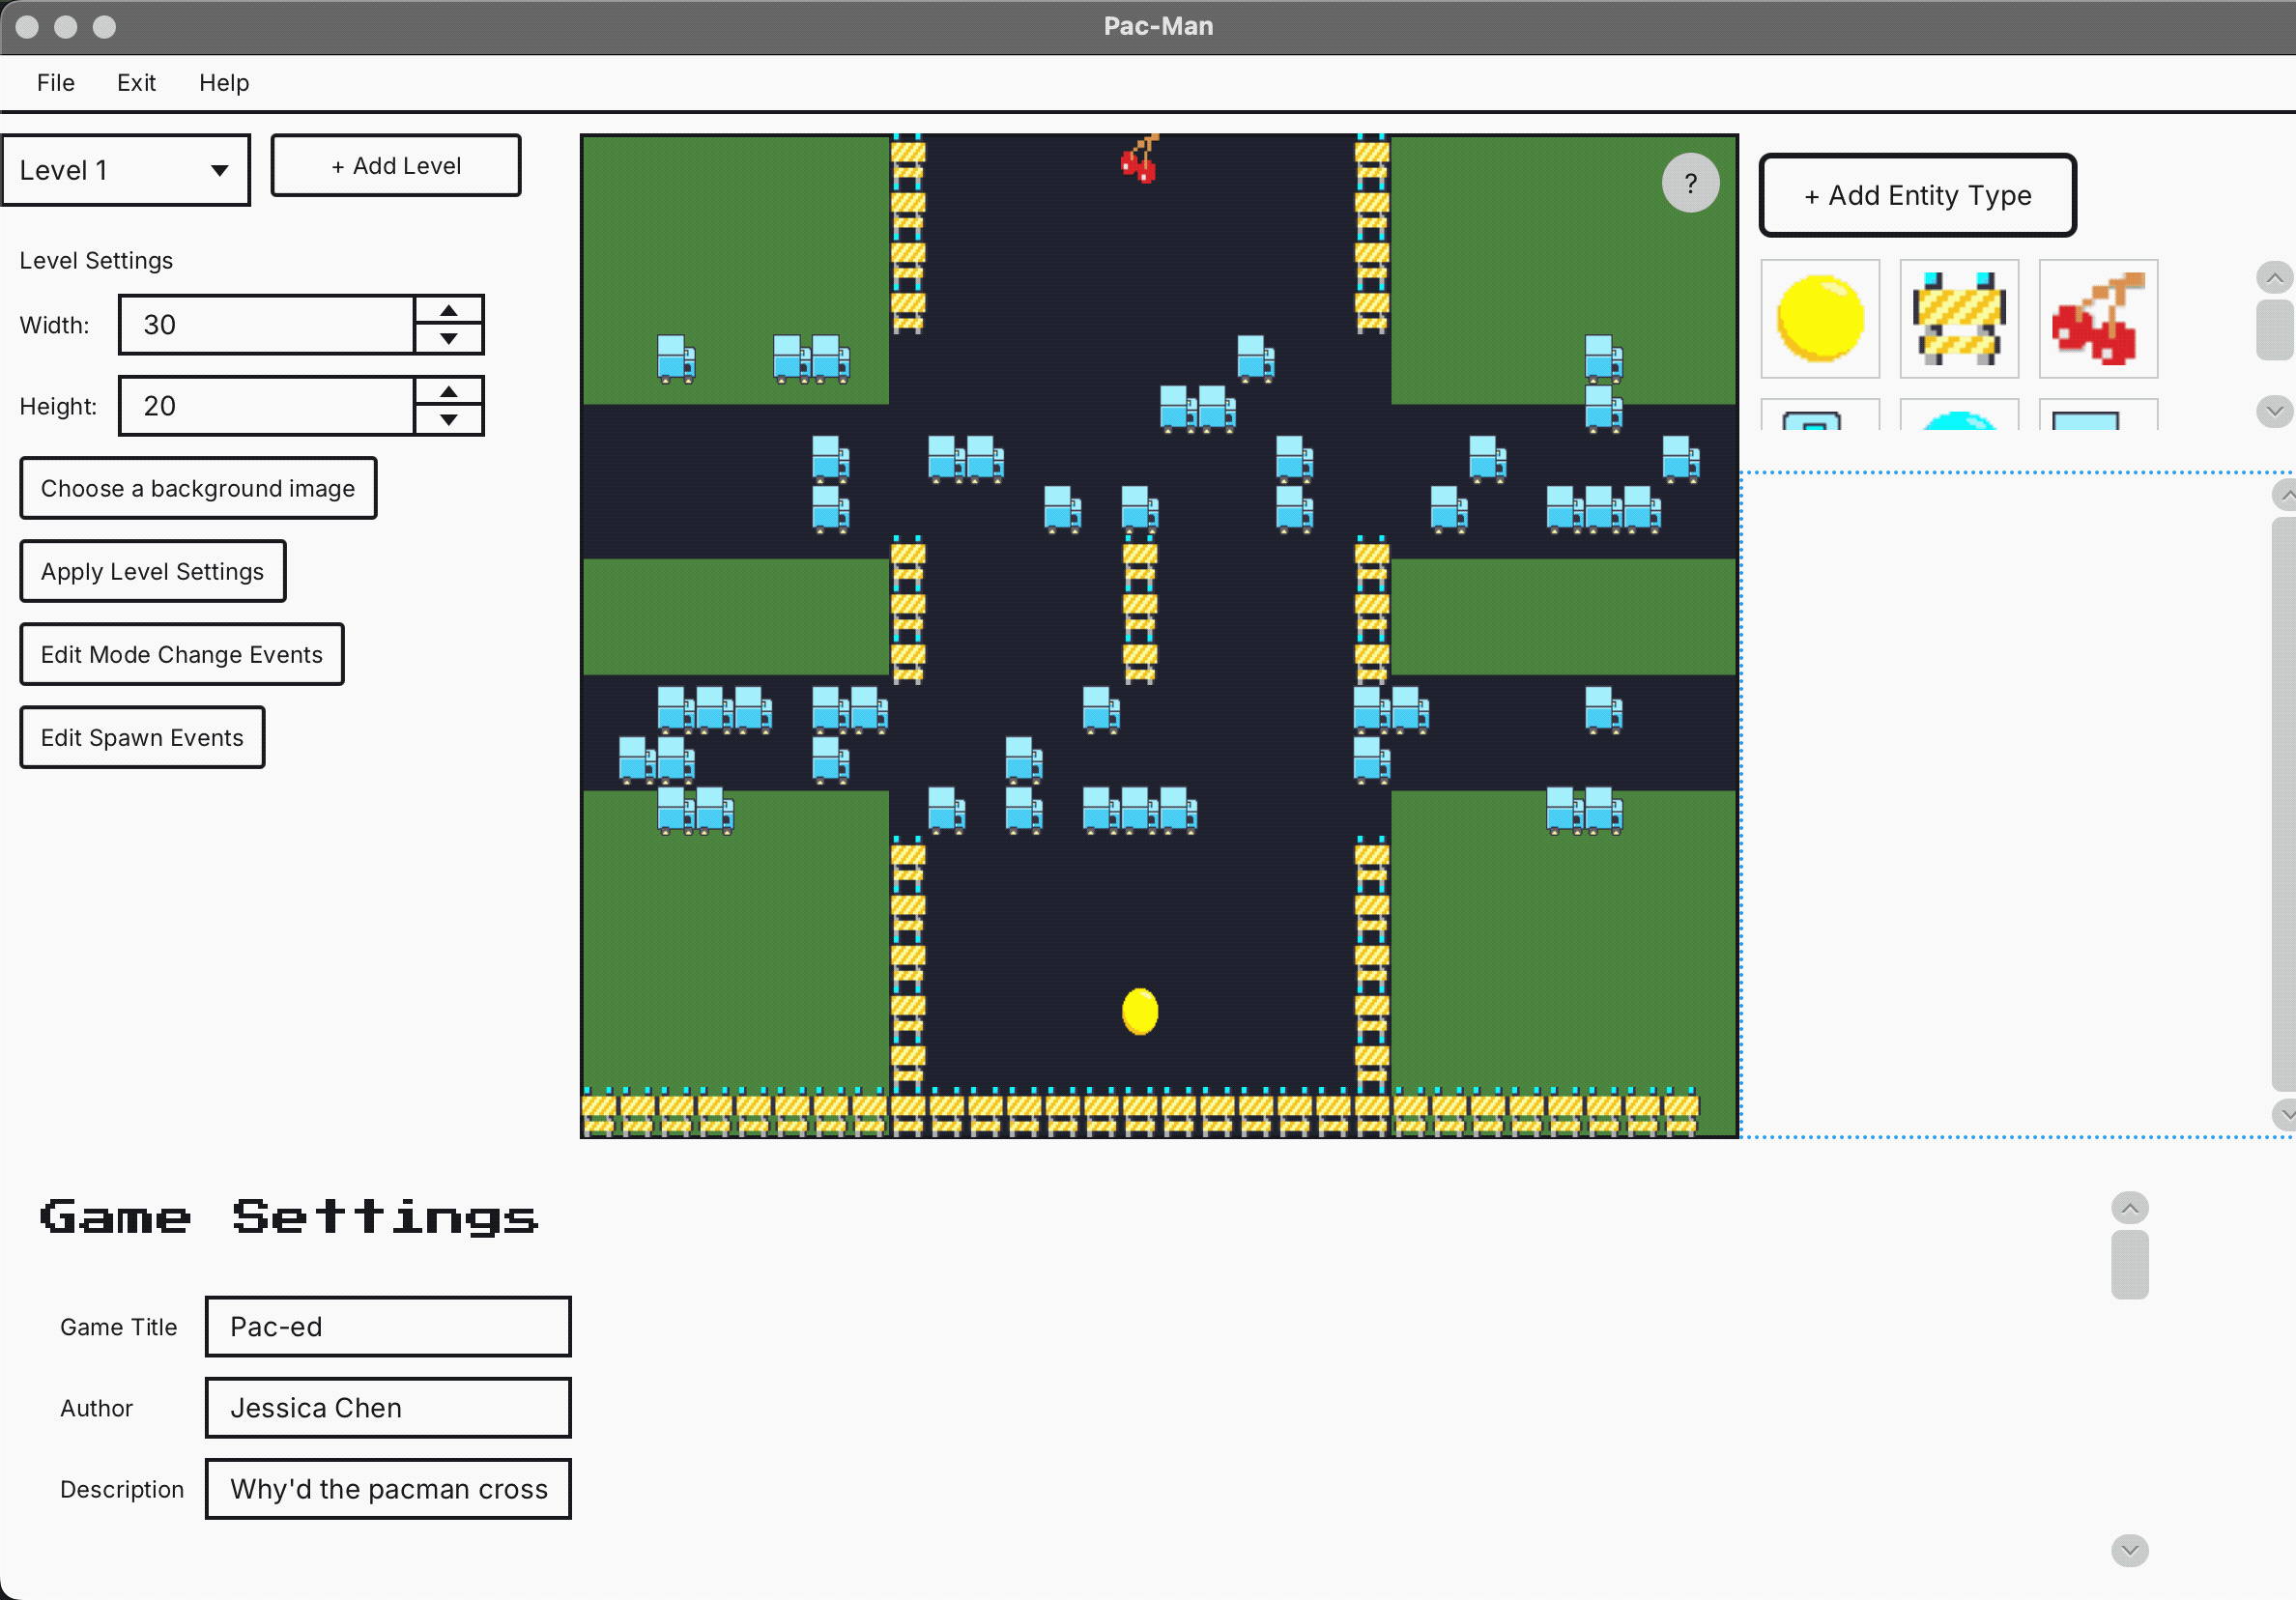 Pac-Man
File Exit Help
Level 1
+ Add Level
?
+ Add Entity Type
Level Settings
Width: 30
Height: 20
Choose a background image
Apply Level Settings
Edit Mode Change Events
Edit Spawn Events
Game Settings
Game Title Pac-ed
Author Jessica Chen
Description Why'd the pacman cross